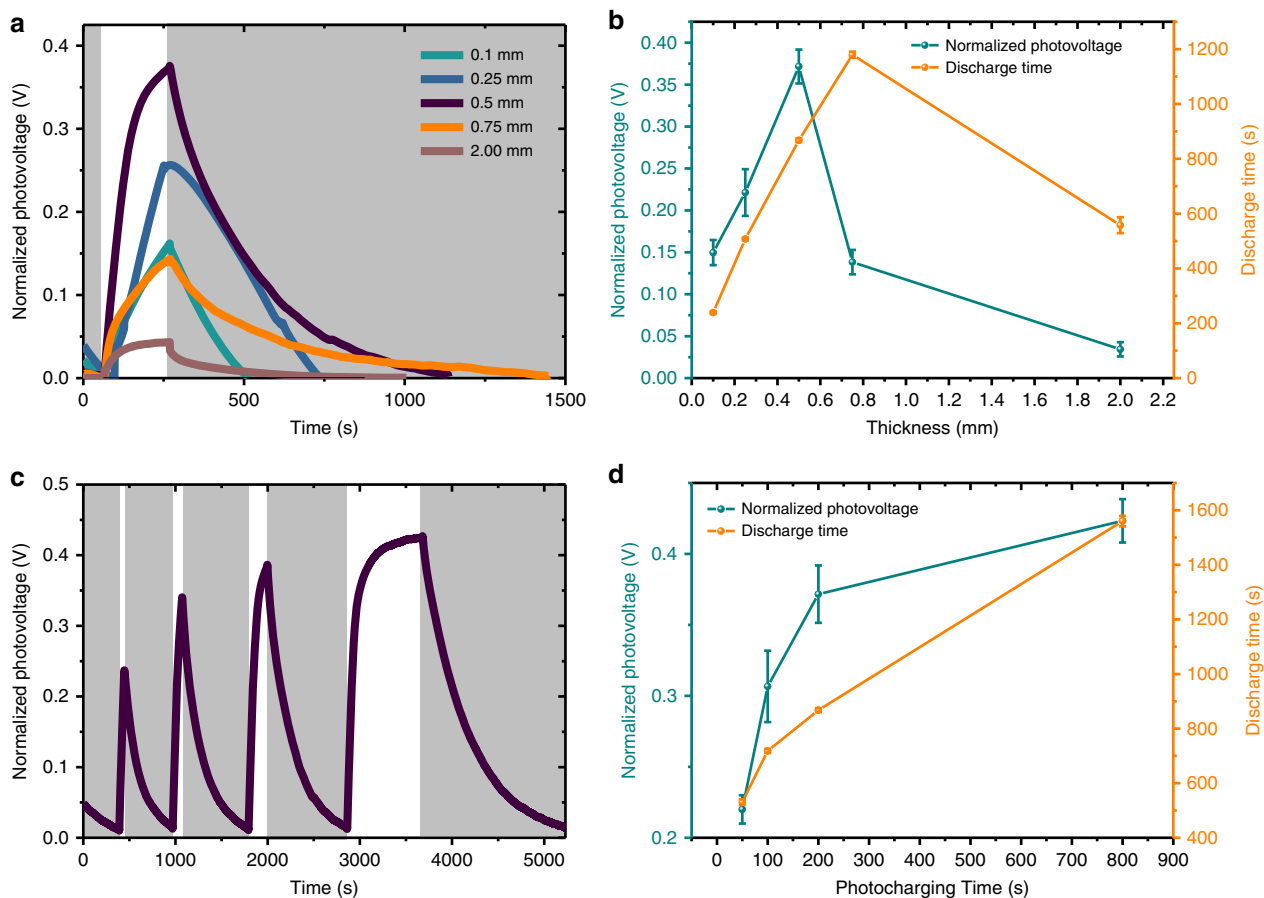 a
Normalized photovoltage (V)
0.4
0.3
0.2
0.1
0.0
0.1 mm
0.25 mm
0.5 mm
0.75 mm
2.00 mm
0
500
1000
1500
Time (s)
b
Normalized photovoltage (V)
0.40
0.35
0.30
0.25
0.20
0.15
0.10
0.05
0.00
Normalized photovoltage
Discharge time
1200
1000
800
600
400
200
0
Discharge time (s)
0.0 0.2 0.4 0.6 0.8 1.0 1.2 1.4 1.6 1.8 2.0 2.2
Thickness (mm)
c
Normalized photovoltage (V)
0.5
0.4
0.3
0.2
0.1
0.0
0 1000 2000 3000 4000 5000
Time (s)
d
Normalized photovoltage (V)
0.4
0.3
0.2
Normalized photovoltage
Discharge time
1600
1400
1200
1000
800
600
400
Discharge time (s)
0 100 200 300 400 500 600 700 800 900
Photocharging Time (s)